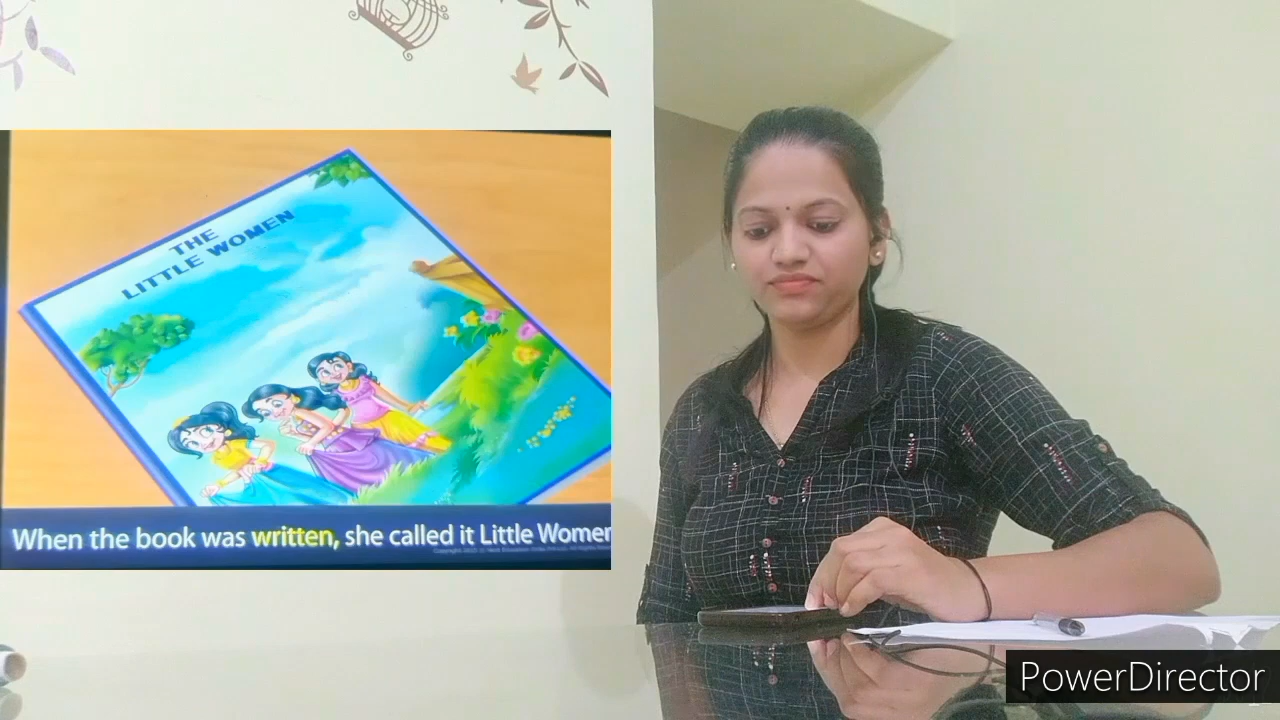 THE
LITTLE WOMEN
When the book was written, she called it Little Women
PowerDirector